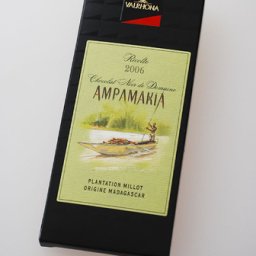 VALRHONA
Récolte
2006
Chocolat Noir de Domaine
AMPAMAKIA
PLANTATION MILLOT
ORIGINE MADAGASCAR